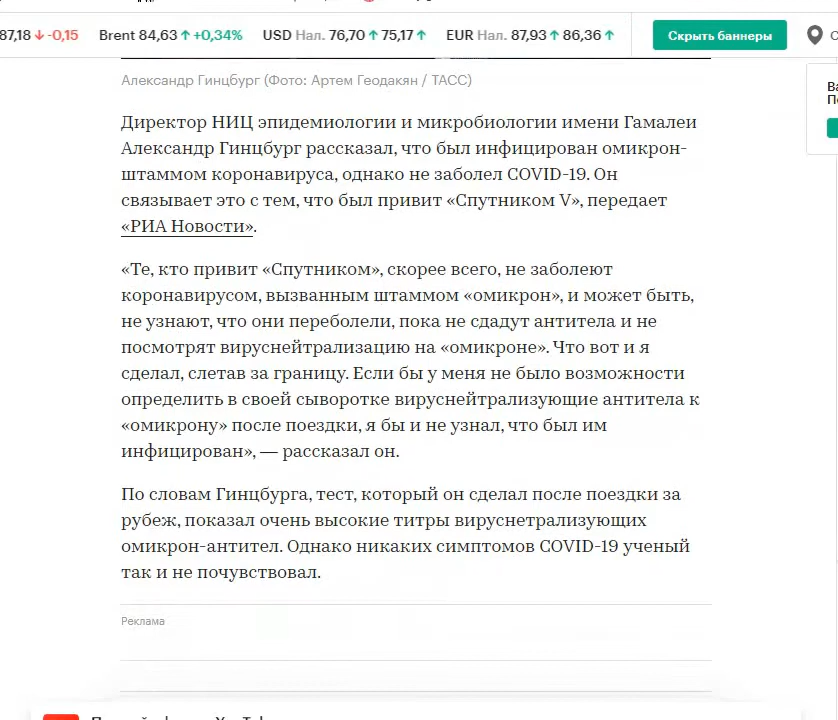 87,18 ↓ -0,15 Brent 84,63 ↑ +0,34% USD Нал. 76,70 ↑ 75,17 ↑ EUR Нал. 87,93 ↑ 86,36 ↑ Скрыть баннеры
Александр Гинцбург (Фото: Артем Геодакян / ТАСС)
Директор НИЦ эпидемиологии и микробиологии имени Гамалеи
Александр Гинцбург рассказал, что был инфицирован омикрон-
штаммом коронавируса, однако не заболел COVID-19. Он
связывает это с тем, что был привит «Спутником V», передает
«РИА Новости».
«Те, кто привит «Спутником», скорее всего, не заболеют
коронавирусом, вызванным штаммом «омикрон», и может быть,
не узнают, что они переболели, пока не сдадут антитела и не
посмотрят вируснейтрализацию на «омикроне». Что вот и я
сделал, слетав за границу. Если бы у меня не было возможности
определить в своей сыворотке вируснейтрализующие антитела к
«омикрону» после поездки, я бы и не узнал, что был им
инфицирован», — рассказал он.
По словам Гинцбурга, тест, который он сделал после поездки за
рубеж, показал очень высокие титры вируснетрализующих
омикрон-антител. Однако никаких симптомов COVID-19 ученый
так и не почувствовал.
Реклама